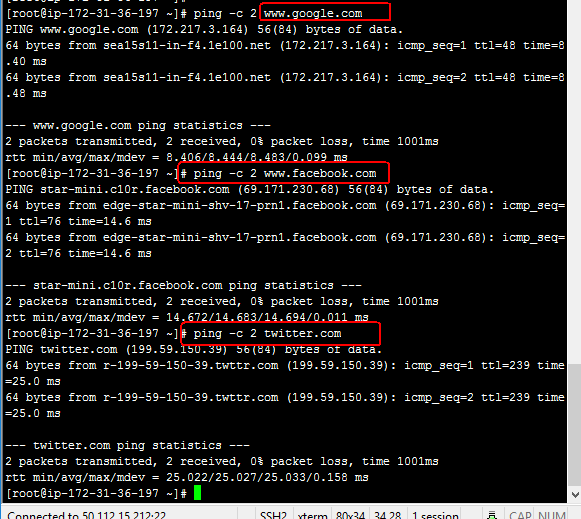 [root@ip-172-31-36-197 ~]# ping -c 2 www.google.com
PING www.google.com (172.217.3.164) 56(84) bytes of data.
64 bytes from sea15s11-in-f4.1e100.net (172.217.3.164): icmp_seq=1 ttl=48 time=8
.40 ms
64 bytes from sea15s11-in-f4.1e100.net (172.217.3.164): icmp_seq=2 ttl=48 time=8
.48 ms
--- www.google.com ping statistics ---
2 packets transmitted, 2 received, 0% packet loss, time 1001ms
rtt min/avg/max/mdev = 8.406/8.444/8.483/0.099 ms
[root@ip-172-31-36-197 ~]# ping -c 2 www.facebook.com
PING star-mini.c10r.facebook.com (69.171.230.68) 56(84) bytes of data.
64 bytes from edge-star-mini-shv-17-prn1.facebook.com (69.171.230.68): icmp_seq=
1 ttl=76 time=14.6 ms
64 bytes from edge-star-mini-shv-17-prn1.facebook.com (69.171.230.68): icmp_seq=
2 ttl=76 time=14.6 ms
--- star-mini.c10r.facebook.com ping statistics ---
2 packets transmitted, 2 received, 0% packet loss, time 1001ms
rtt min/avg/max/mdev = 14.672/14.683/14.694/0.011 ms
[root@ip-172-31-36-197 ~]# ping -c 2 twitter.com
PING twitter.com (199.59.150.39) 56(84) bytes of data.
64 bytes from r-199-59-150-39.twttr.com (199.59.150.39): icmp_seq=1 ttl=239 time
=25.0 ms
64 bytes from r-199-59-150-39.twttr.com (199.59.150.39): icmp_seq=2 ttl=239 time
=25.0 ms
--- twitter.com ping statistics ---
2 packets transmitted, 2 received, 0% packet loss, time 1001ms
rtt min/avg/max/mdev = 25.022/25.027/25.033/0.158 ms
[root@ip-172-31-36-197 ~]#
Connected to 50.112.15.212:22 SSH2 xterm 80x34 34,28 1 session CAP NUM